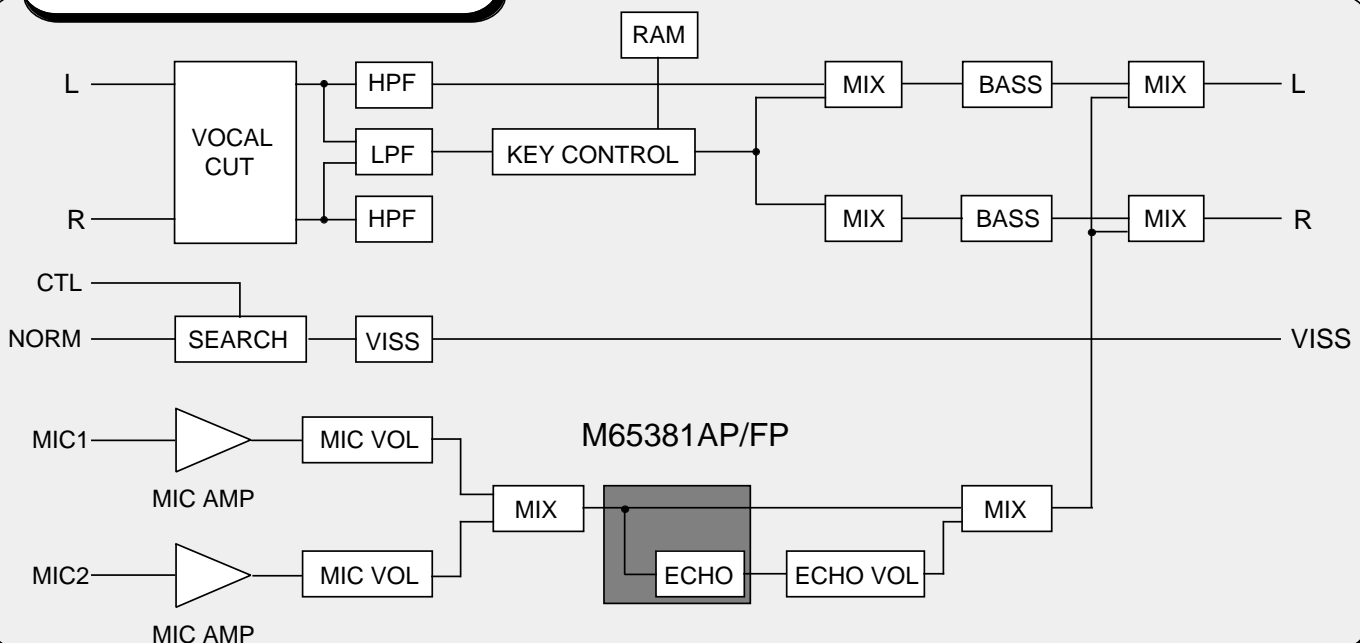 RAM
L
HPF
MIX
BASS
MIX
L
VOCAL
CUT
LPF
KEY CONTROL
R
HPF
MIX
BASS
MIX
R
CTL
NORM
SEARCH
VISS
VISS
MIC1
MIC VOL
M65381AP/FP
MIC AMP
MIX
MIX
MIC2
MIC VOL
ECHO
ECHO VOL
MIC AMP